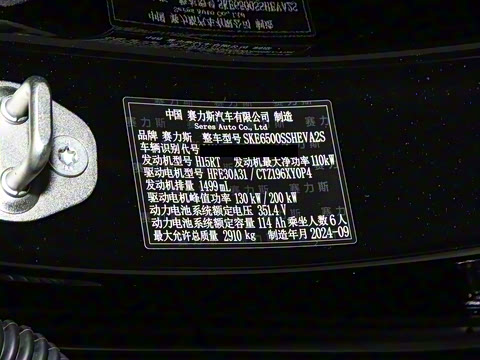 中国 赛力斯汽车有限公司 制造
Seres Auto Co., Ltd
品牌 赛力斯 整车型号 SKE6500SSHEVA2S
车辆识别代号
发动机型号 H15RT 发动机最大净功率 110kW
驱动电机型号 HFE30A31 / CTZ196XY0P4
发动机排量 1499mL
驱动电机峰值功率 130 kW / 200 kW
动力电池系统额定电压 351.4 V
动力电池系统额定容量 114 Ah 乘坐人数 6人
最大允许总质量 2910 kg 制造年月 2024-09